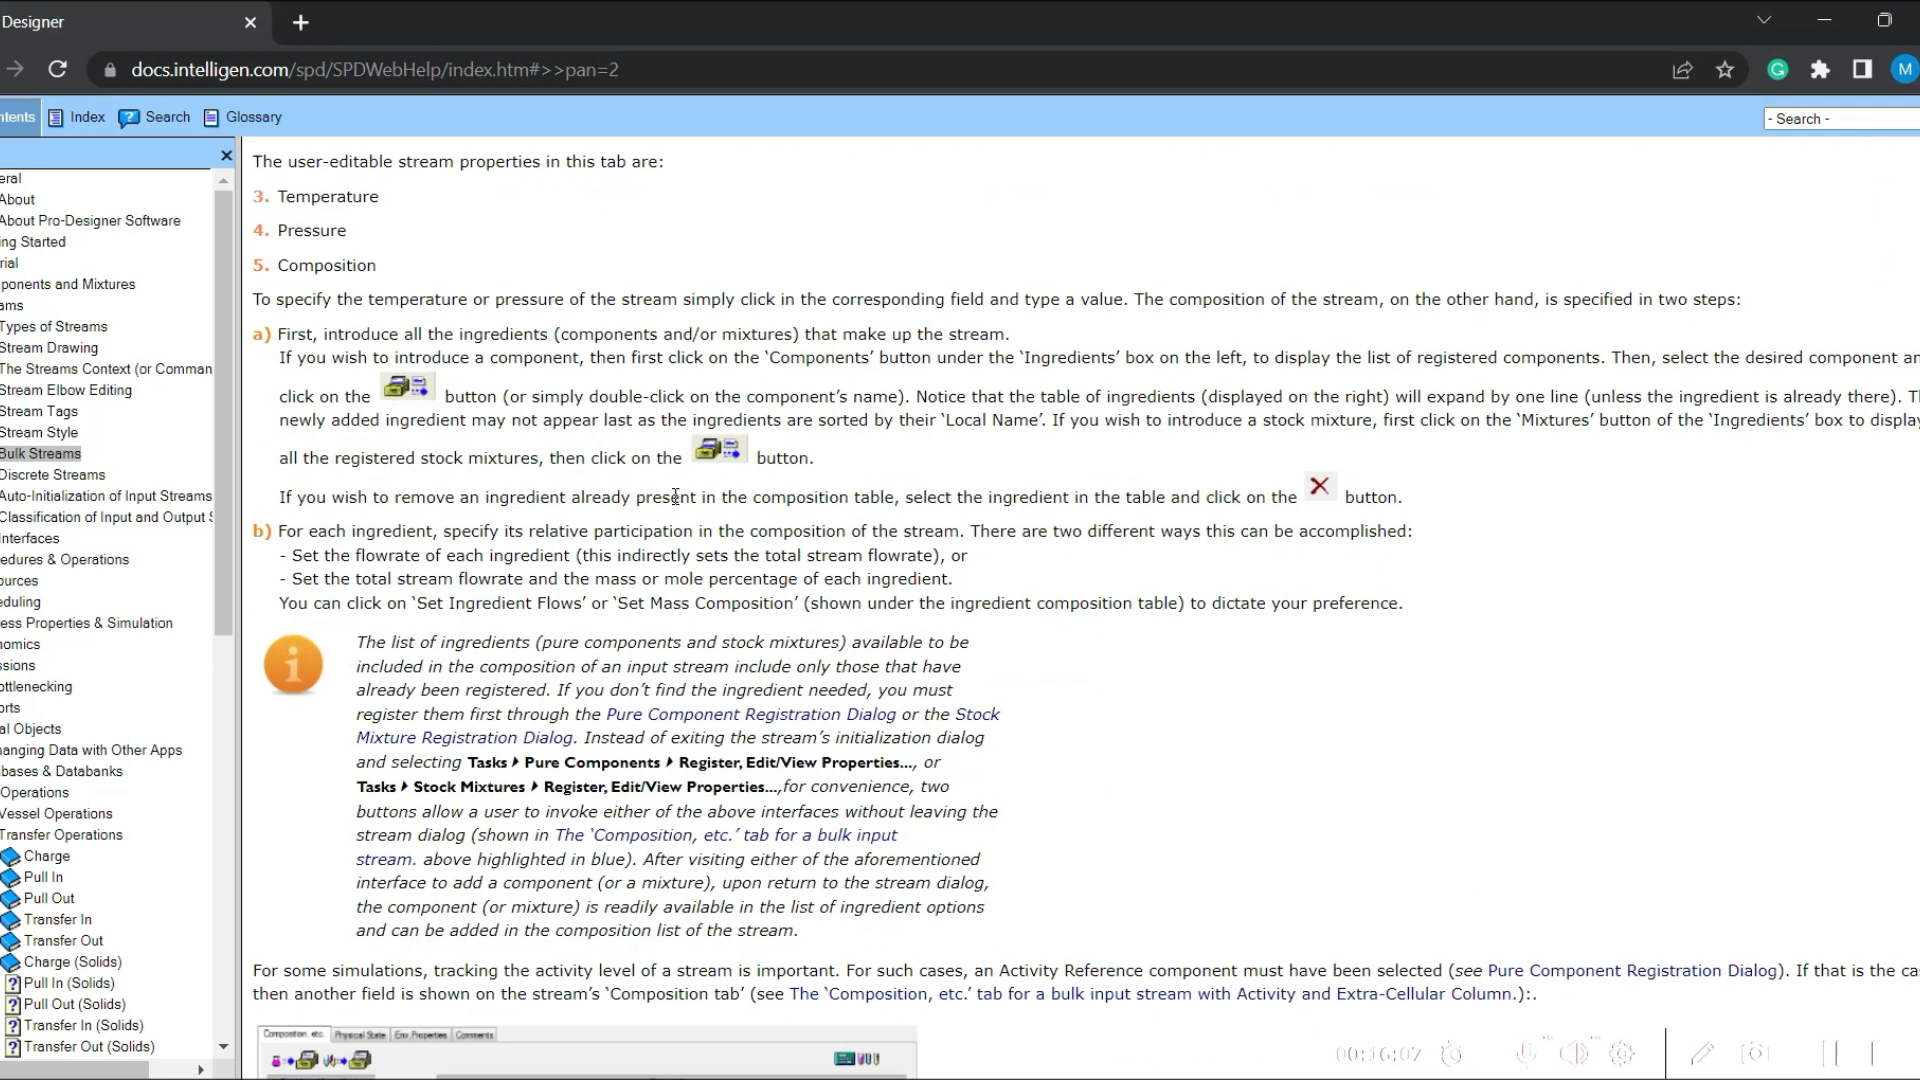 Designer
docs.intelligen.com/spd/SPDWebHelp/index.htm#>>pan=2
M
ntents
Index
Search
Glossary
- Search -
eral
About
About Pro-Designer Software
ing Started
rial
ponents and Mixtures
ams
Types of Streams
Stream Drawing
The Streams Context (or Comman
Stream Elbow Editing
Stream Tags
Stream Style
Bulk Streams
Discrete Streams
Auto-Initialization of Input Streams
Classification of Input and Output S
Interfaces
edures & Operations
ources
eduling
ess Properties & Simulation
nomics
ssions
ottlenecking
orts
al Objects
hanging Data with Other Apps
bases & Databanks
Operations
Vessel Operations
Transfer Operations
Charge
Pull In
Pull Out
Transfer In
Transfer Out
Charge (Solids)
Pull In (Solids)
Pull Out (Solids)
Transfer In (Solids)
Transfer Out (Solids)
The user-editable stream properties in this tab are:
3. Temperature
4. Pressure
5. Composition
To specify the temperature or pressure of the stream simply click in the corresponding field and type a value. The composition of the stream, on the other hand, is specified in two steps:
a) First, introduce all the ingredients (components and/or mixtures) that make up the stream.
If you wish to introduce a component, then first click on the ‘Components’ button under the ‘Ingredients’ box on the left, to display the list of registered components. Then, select the desired component an
click on the button (or simply double-click on the component’s name). Notice that the table of ingredients (displayed on the right) will expand by one line (unless the ingredient is already there). T
newly added ingredient may not appear last as the ingredients are sorted by their ‘Local Name’. If you wish to introduce a stock mixture, first click on the ‘Mixtures’ button of the ‘Ingredients’ box to display
all the registered stock mixtures, then click on the button.
If you wish to remove an ingredient already present in the composition table, select the ingredient in the table and click on the button.
b) For each ingredient, specify its relative participation in the composition of the stream. There are two different ways this can be accomplished:
- Set the flowrate of each ingredient (this indirectly sets the total stream flowrate), or
- Set the total stream flowrate and the mass or mole percentage of each ingredient.
You can click on ‘Set Ingredient Flows’ or ‘Set Mass Composition’ (shown under the ingredient composition table) to dictate your preference.
The list of ingredients (pure components and stock mixtures) available to be
included in the composition of an input stream include only those that have
already been registered. If you don’t find the ingredient needed, you must
register them first through the Pure Component Registration Dialog or the Stock
Mixture Registration Dialog. Instead of exiting the stream’s initialization dialog
and selecting Tasks ▸ Pure Components ▸ Register, Edit/View Properties..., or
Tasks ▸ Stock Mixtures ▸ Register, Edit/View Properties...,for convenience, two
buttons allow a user to invoke either of the above interfaces without leaving the
stream dialog (shown in The ‘Composition, etc.’ tab for a bulk input
stream. above highlighted in blue). After visiting either of the aforementioned
interface to add a component (or a mixture), upon return to the stream dialog,
the component (or mixture) is readily available in the list of ingredient options
and can be added in the composition list of the stream.
For some simulations, tracking the activity level of a stream is important. For such cases, an Activity Reference component must have been selected (see Pure Component Registration Dialog). If that is the ca
then another field is shown on the stream’s ‘Composition tab’ (see The ‘Composition, etc.’ tab for a bulk input stream with Activity and Extra-Cellular Column.):.
Composition, etc. Physical State Env. Properties Comments
00:16:07